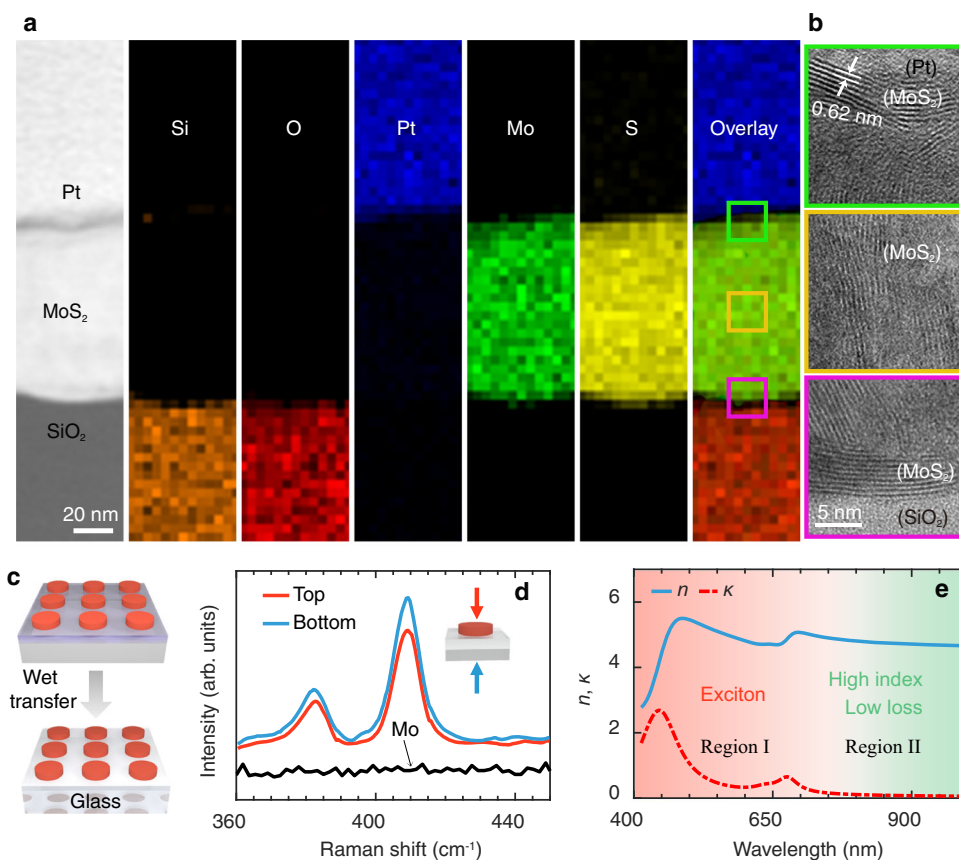 a
Pt
MoS₂
SiO₂
20 nm
Si
O
Pt
Mo
S
Overlay
b
(Pt)
(MoS₂)
0.62 nm
(MoS₂)
(MoS₂)
5 nm
(SiO₂)
c
Wet
transfer
Glass
d
Top
Bottom
Mo
Intensity (arb. units)
360
400
440
Raman shift (cm⁻¹)
e
n
κ
6
4
2
0
n, κ
Exciton
High index
Low loss
Region I
Region II
400
650
900
Wavelength (nm)